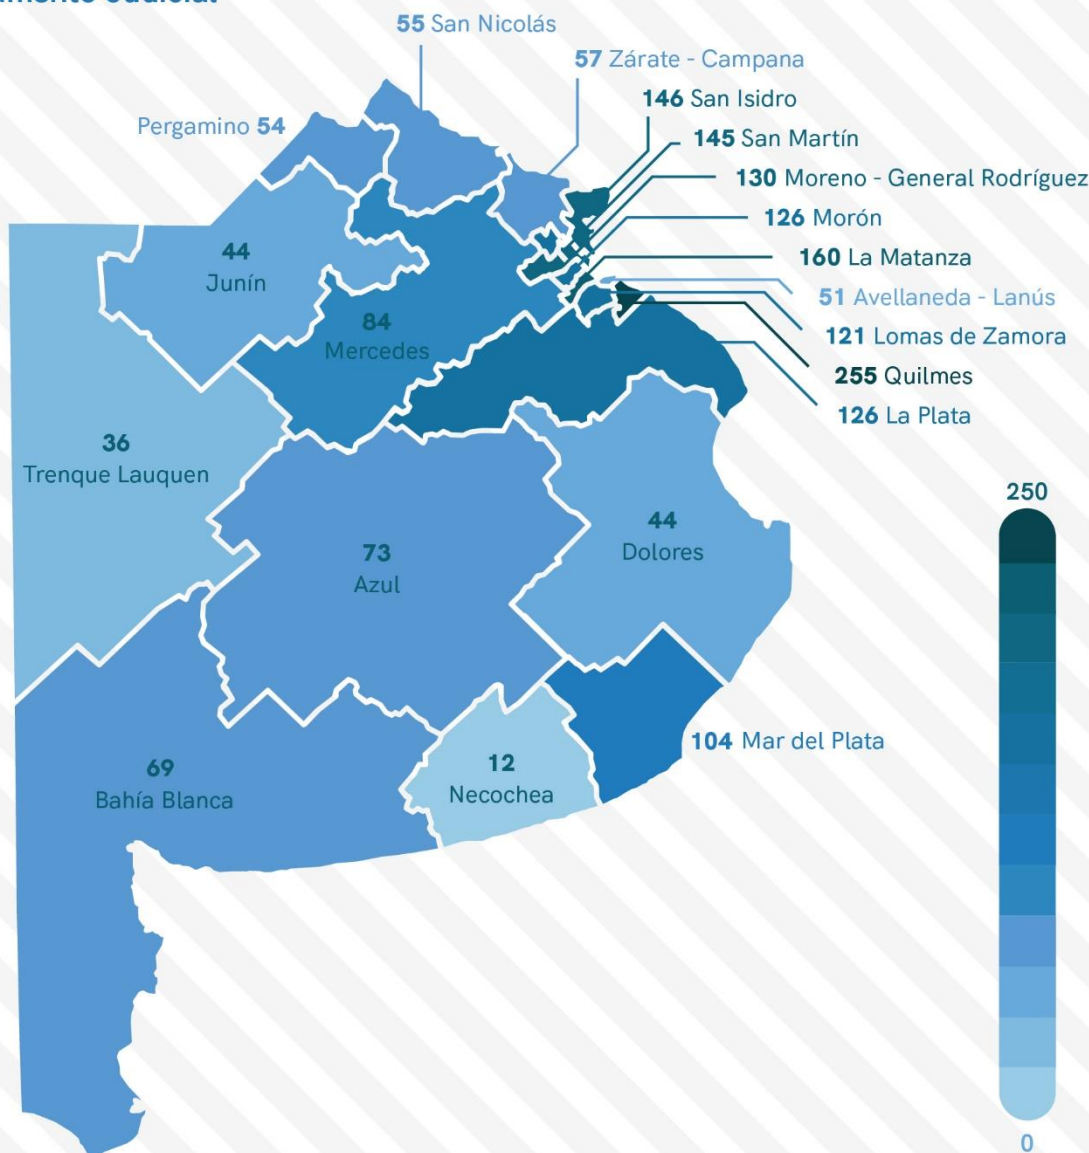 55 San Nicolás
57 Zárate - Campana
146 San Isidro
Pergamino 54
145 San Martín
130 Moreno - General Rodríguez
126 Morón
44
Junín
160 La Matanza
51 Avellaneda - Lanús
84
Mercedes
121 Lomas de Zamora
255 Quilmes
126 La Plata
36
Trenque Lauquen
250
44
Dolores
73
Azul
104 Mar del Plata
69
Bahía Blanca
12
Necochea
0